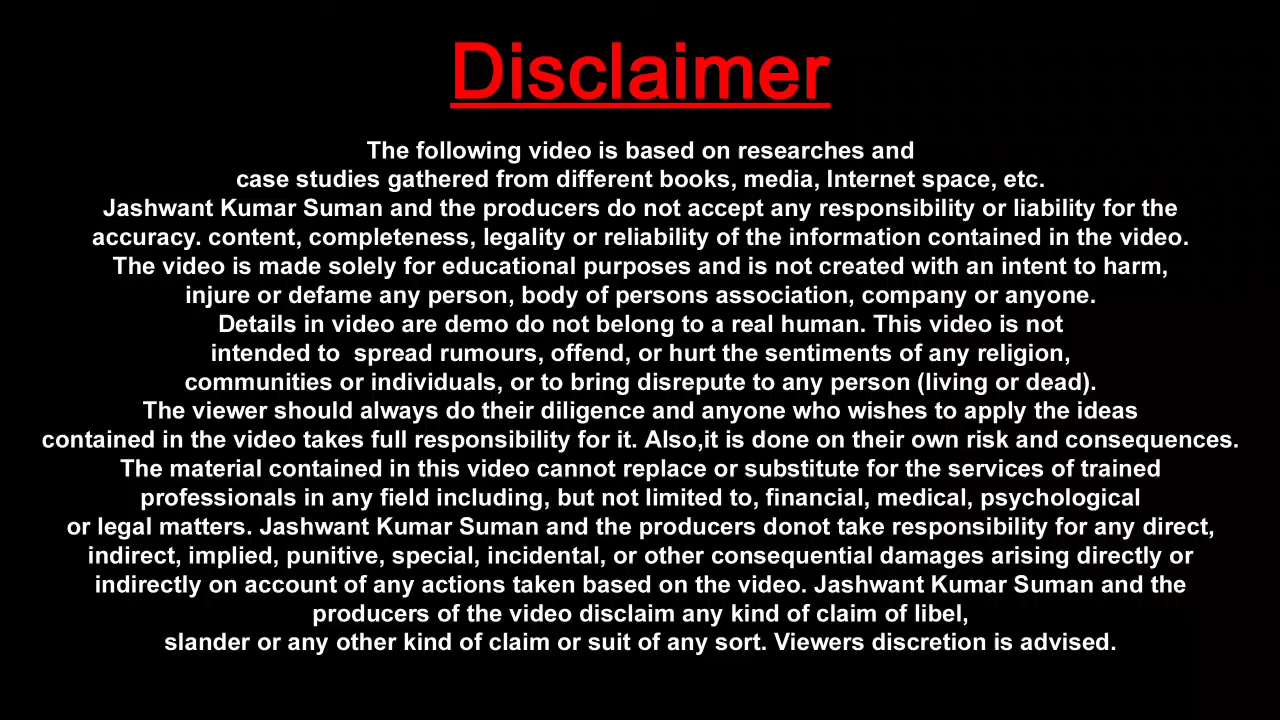 Disclaimer
The following video is based on researches and
case studies gathered from different books, media, Internet space, etc.
Jashwant Kumar Suman and the producers do not accept any responsibility or liability for the
accuracy. content, completeness, legality or reliability of the information contained in the video.
The video is made solely for educational purposes and is not created with an intent to harm,
injure or defame any person, body of persons association, company or anyone.
Details in video are demo do not belong to a real human. This video is not
intended to  spread rumours, offend, or hurt the sentiments of any religion,
communities or individuals, or to bring disrepute to any person (living or dead).
The viewer should always do their diligence and anyone who wishes to apply the ideas
contained in the video takes full responsibility for it. Also,it is done on their own risk and consequences.
The material contained in this video cannot replace or substitute for the services of trained
professionals in any field including, but not limited to, financial, medical, psychological
or legal matters. Jashwant Kumar Suman and the producers donot take responsibility for any direct,
indirect, implied, punitive, special, incidental, or other consequential damages arising directly or
indirectly on account of any actions taken based on the video. Jashwant Kumar Suman and the
producers of the video disclaim any kind of claim of libel,
slander or any other kind of claim or suit of any sort. Viewers discretion is advised.